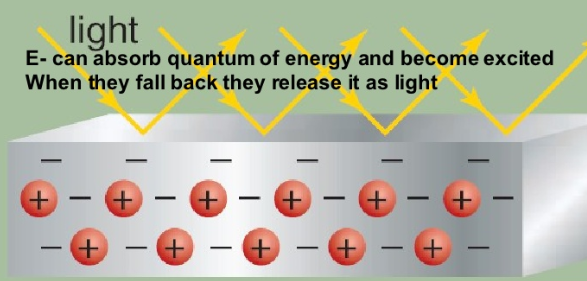 light
E- can absorb quantum of energy and become excited
When they fall back they release it as light
— — — — — —
+ — + — + — + — + — + —
— + — + — + — + — + —